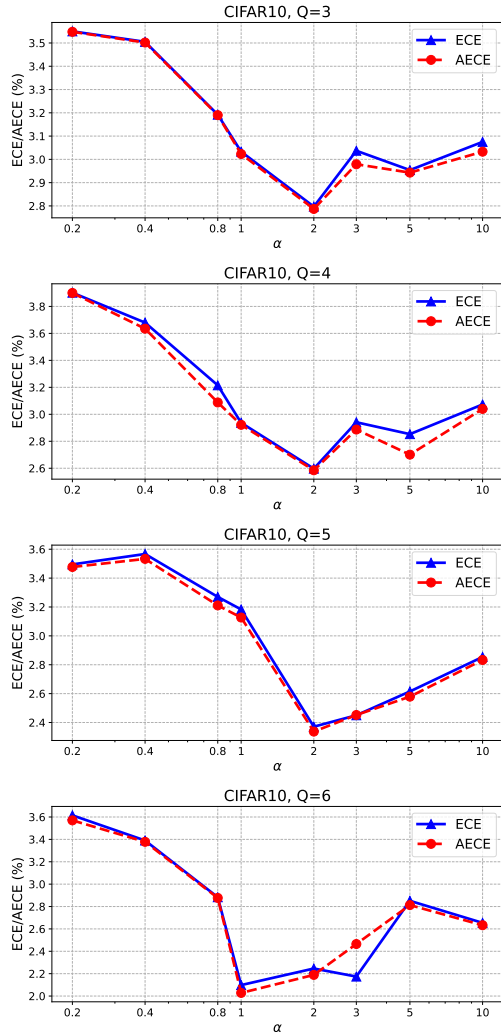 CIFAR10, Q=3
ECE/AECE (%)
3.5
3.4
3.3
3.2
3.1
3.0
2.9
2.8
ECE
AECE
0.2 0.4 0.8 1 2 3 5 10
α
CIFAR10, Q=4
ECE/AECE (%)
3.8
3.6
3.4
3.2
3.0
2.8
2.6
ECE
AECE
0.2 0.4 0.8 1 2 3 5 10
α
CIFAR10, Q=5
ECE/AECE (%)
3.6
3.4
3.2
3.0
2.8
2.6
2.4
ECE
AECE
0.2 0.4 0.8 1 2 3 5 10
α
CIFAR10, Q=6
ECE/AECE (%)
3.6
3.4
3.2
3.0
2.8
2.6
2.4
2.2
2.0
ECE
AECE
0.2 0.4 0.8 1 2 3 5 10
α